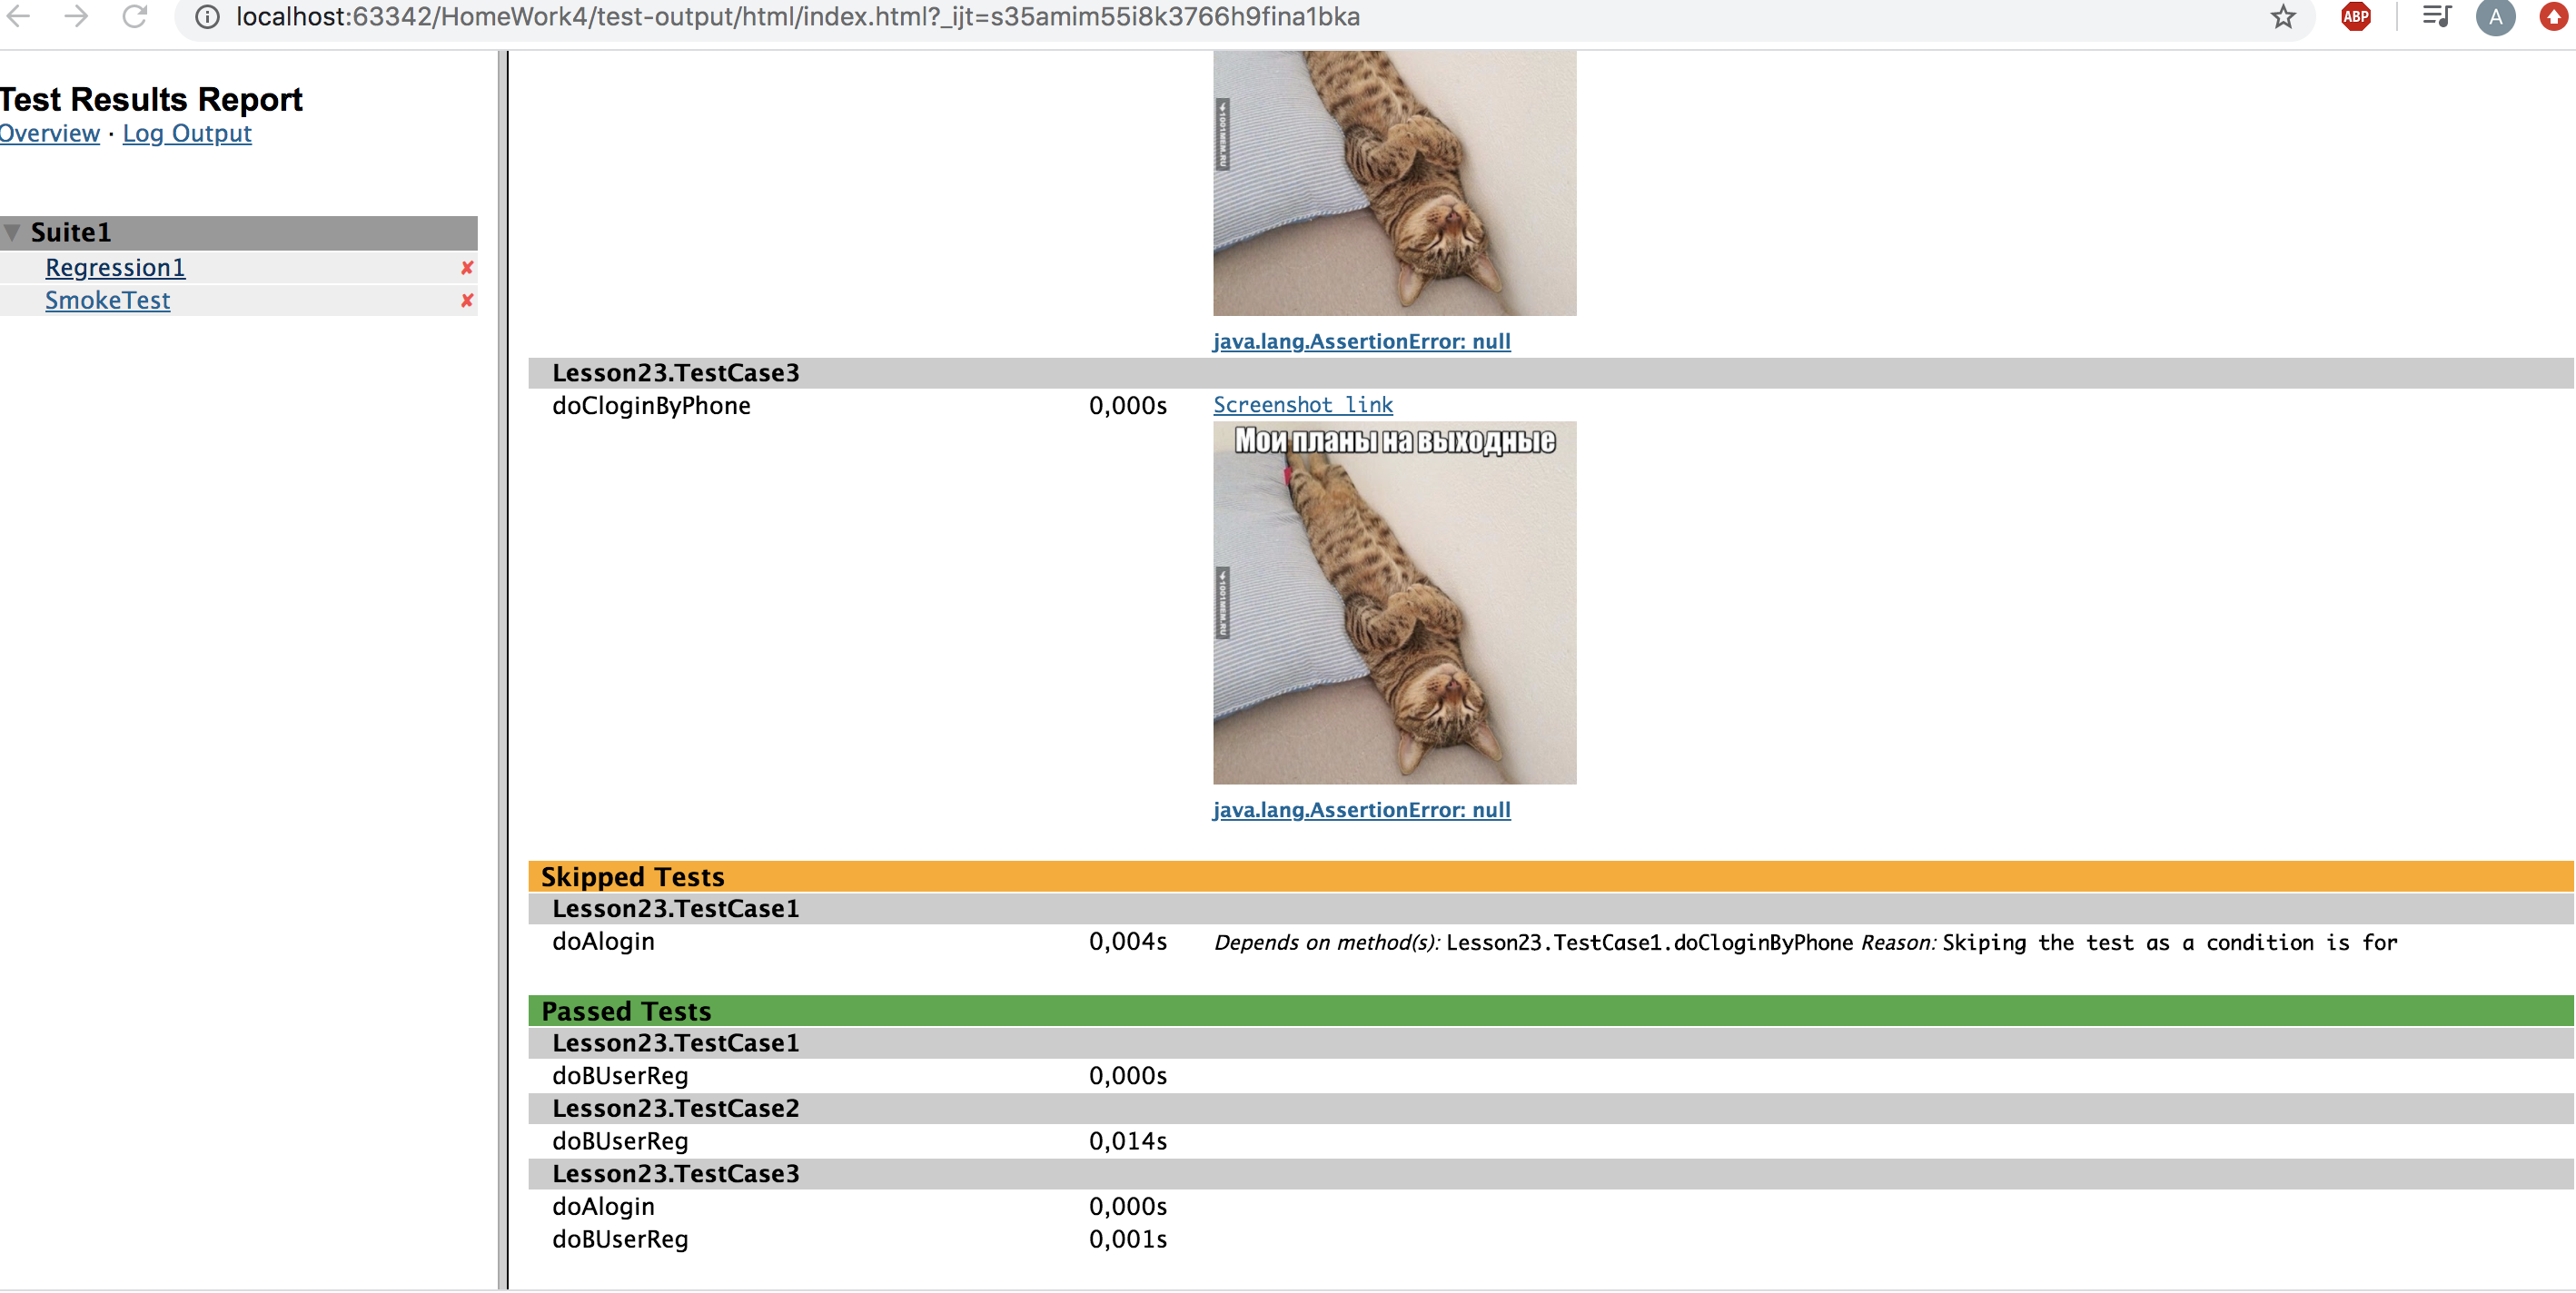 localhost:63342/HomeWork4/test-output/html/index.html?_ijt=s35amim55i8k3766h9fina1bka
ABP
A
Test Results Report
Overview · Log Output
Suite1
Regression1
SmokeTest
1001MEM.RU
java.lang.AssertionError: null
Lesson23.TestCase3
doCloginByPhone 0,000s Screenshot link
Мои планы на выходные
1001MEM.RU
java.lang.AssertionError: null
Skipped Tests
Lesson23.TestCase1
doAlogin 0,004s Depends on method(s): Lesson23.TestCase1.doCloginByPhone Reason: Skiping the test as a condition is for
Passed Tests
Lesson23.TestCase1
doBUserReg 0,000s
Lesson23.TestCase2
doBUserReg 0,014s
Lesson23.TestCase3
doAlogin 0,000s
doBUserReg 0,001s